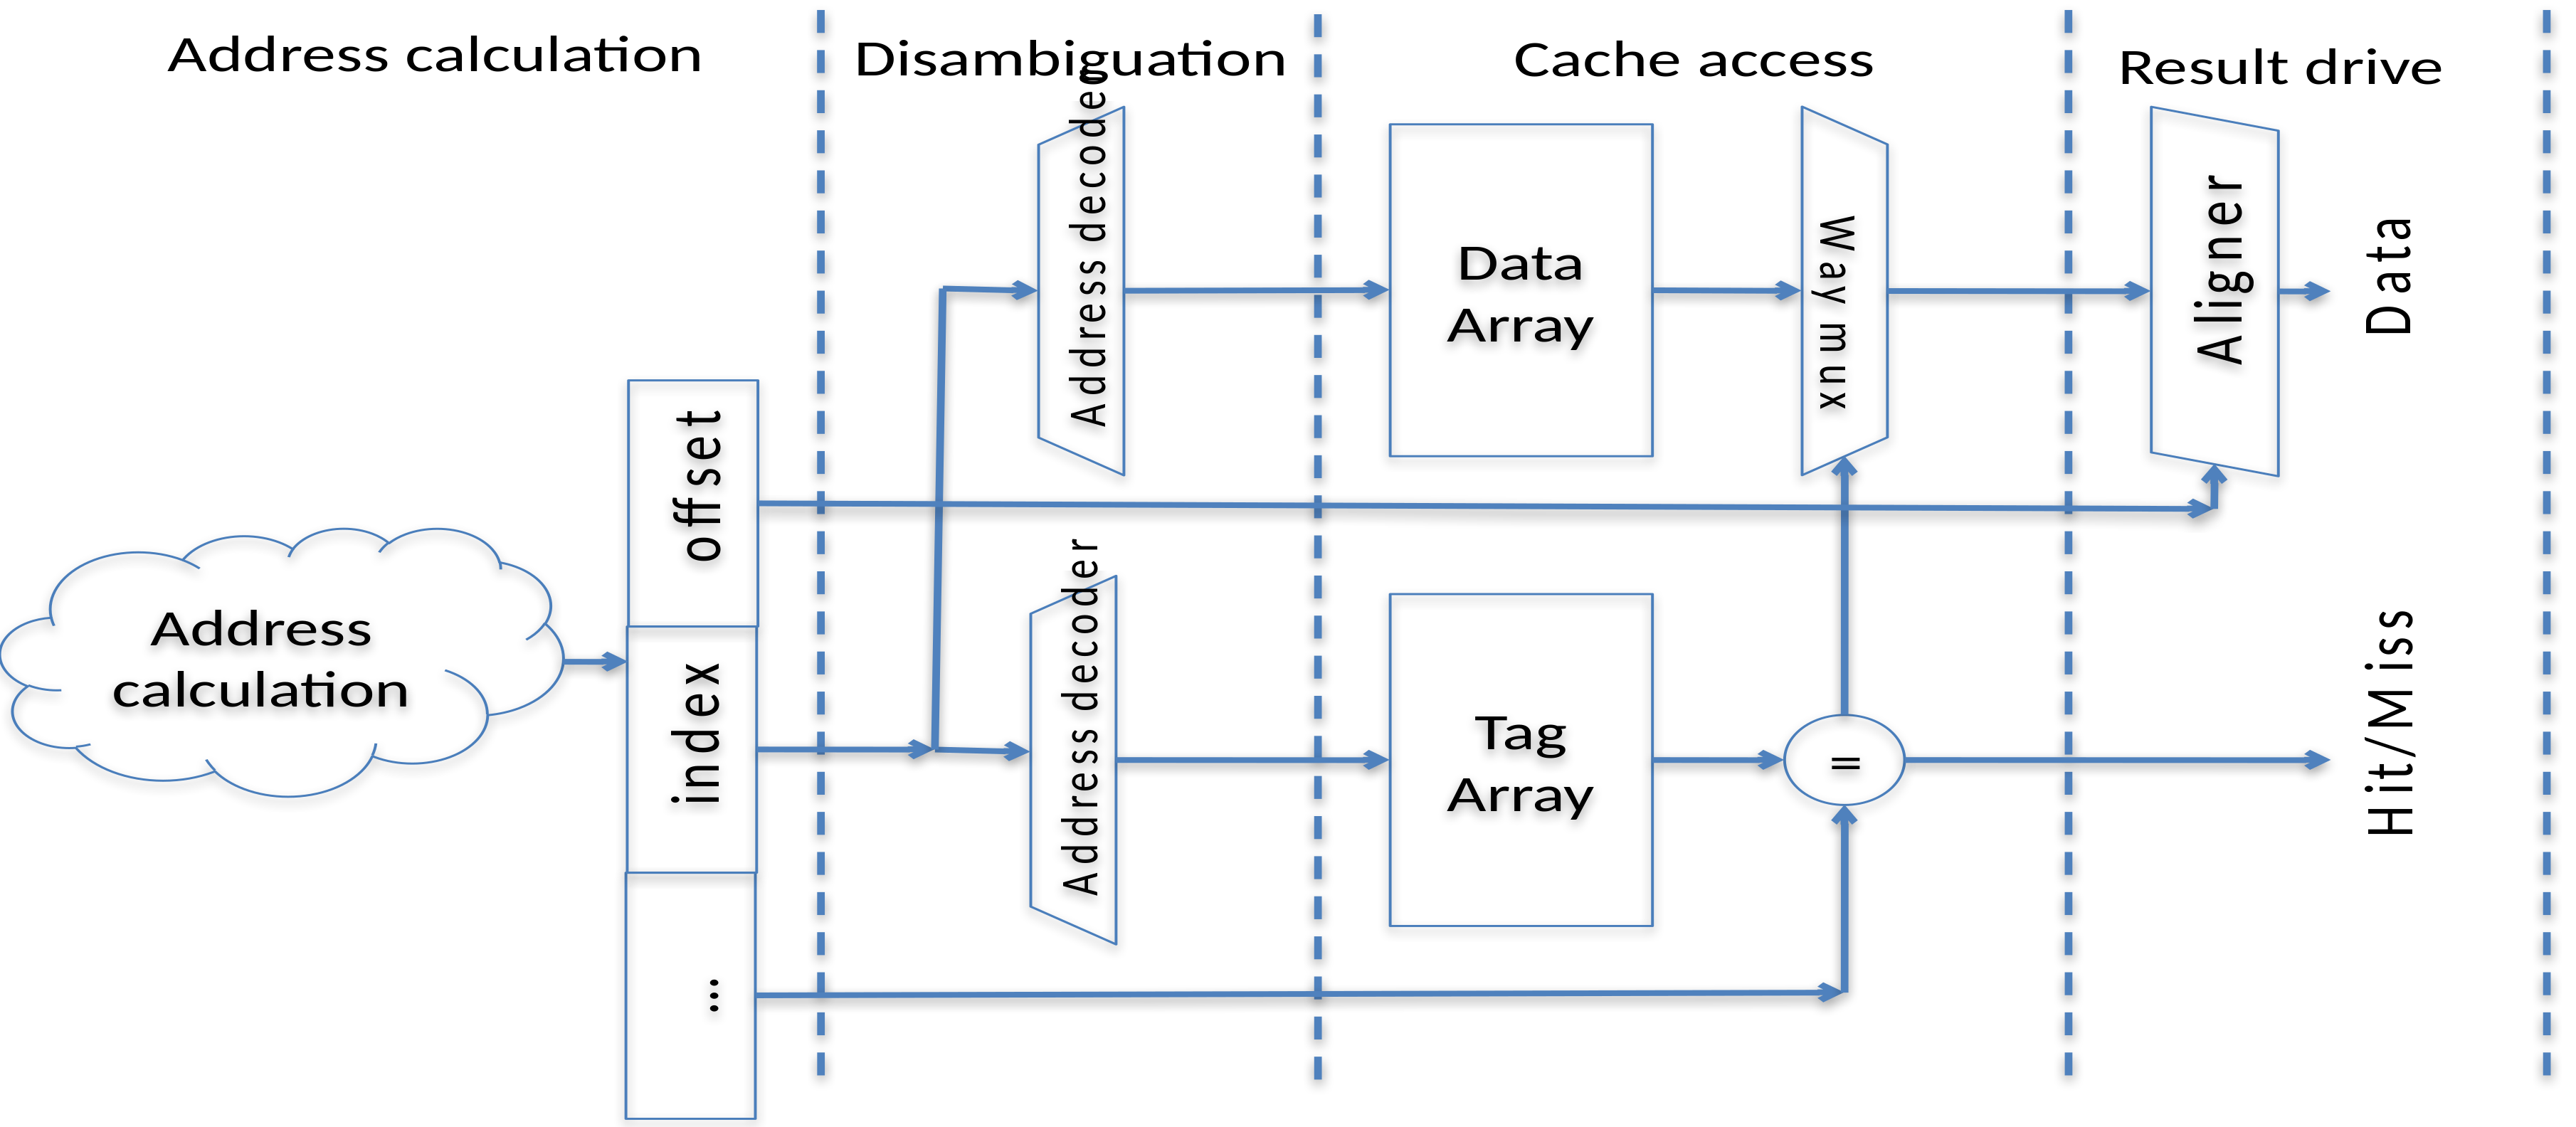 Address calculation
Disambiguation
Cache access
Result drive
Address decoder
Data
Array
Way mux
Aligner
Data
offset
Address
calculation
index
Address decoder
Tag
Array
=
Hit/Miss
...